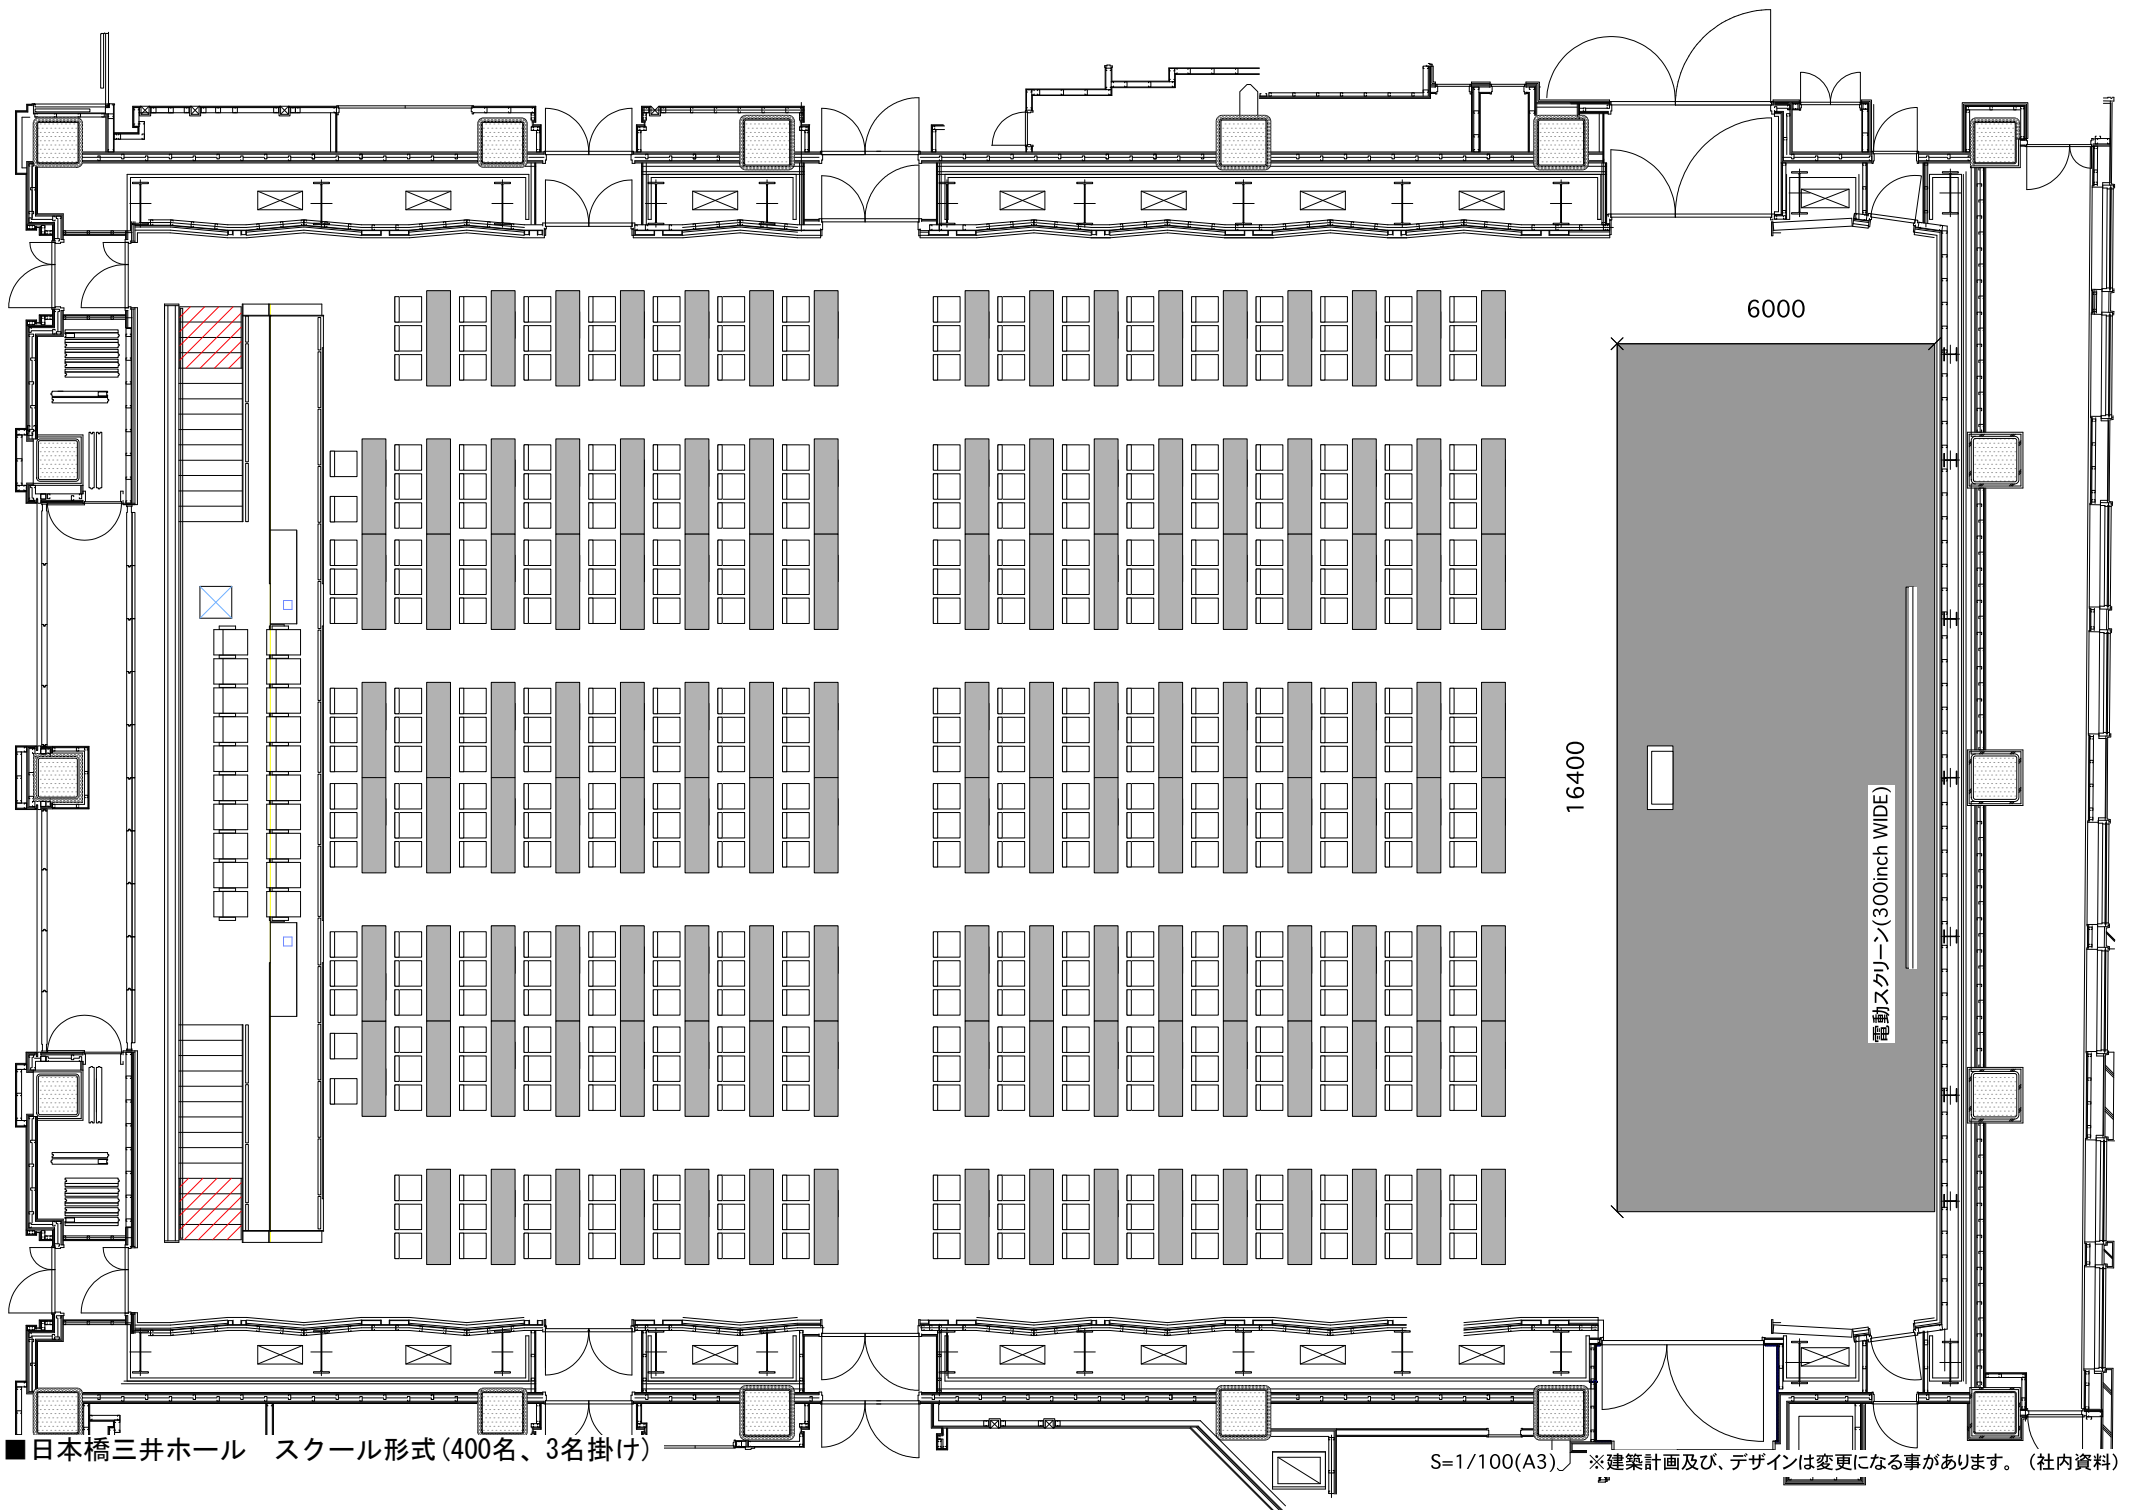 6000
16400
電動スクリーン(300inch WIDE)
■日本橋三井ホール　スクール形式(400名、3名掛け)
S=1/100(A3)
※建築計画及び、デザインは変更になる事があります。（社内資料）